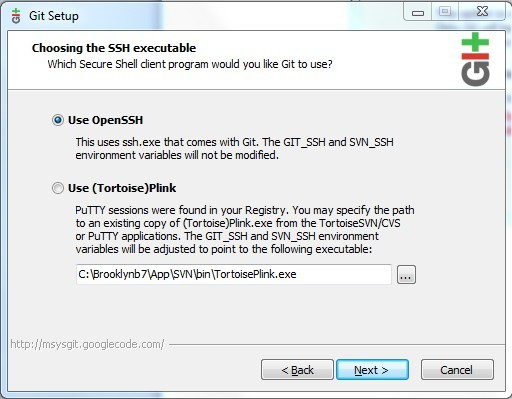 Git Setup
Choosing the SSH executable
Which Secure Shell client program would you like Git to use?
GIT
Use OpenSSH
This uses ssh.exe that comes with Git. The GIT_SSH and SVN_SSH
environment variables will not be modified.
Use (Tortoise)Plink
PuTTY sessions were found in your Registry. You may specify the path
to an existing copy of (Tortoise)Plink.exe from the TortoiseSVN/CVS
or PuTTY applications. The GIT_SSH and SVN_SSH environment
variables will be adjusted to point to the following executable:
C:\Brooklynb7\App\SVN\bin\TortoisePlink.exe
...
http://msysgit.googlecode.com/
< Back
Next >
Cancel